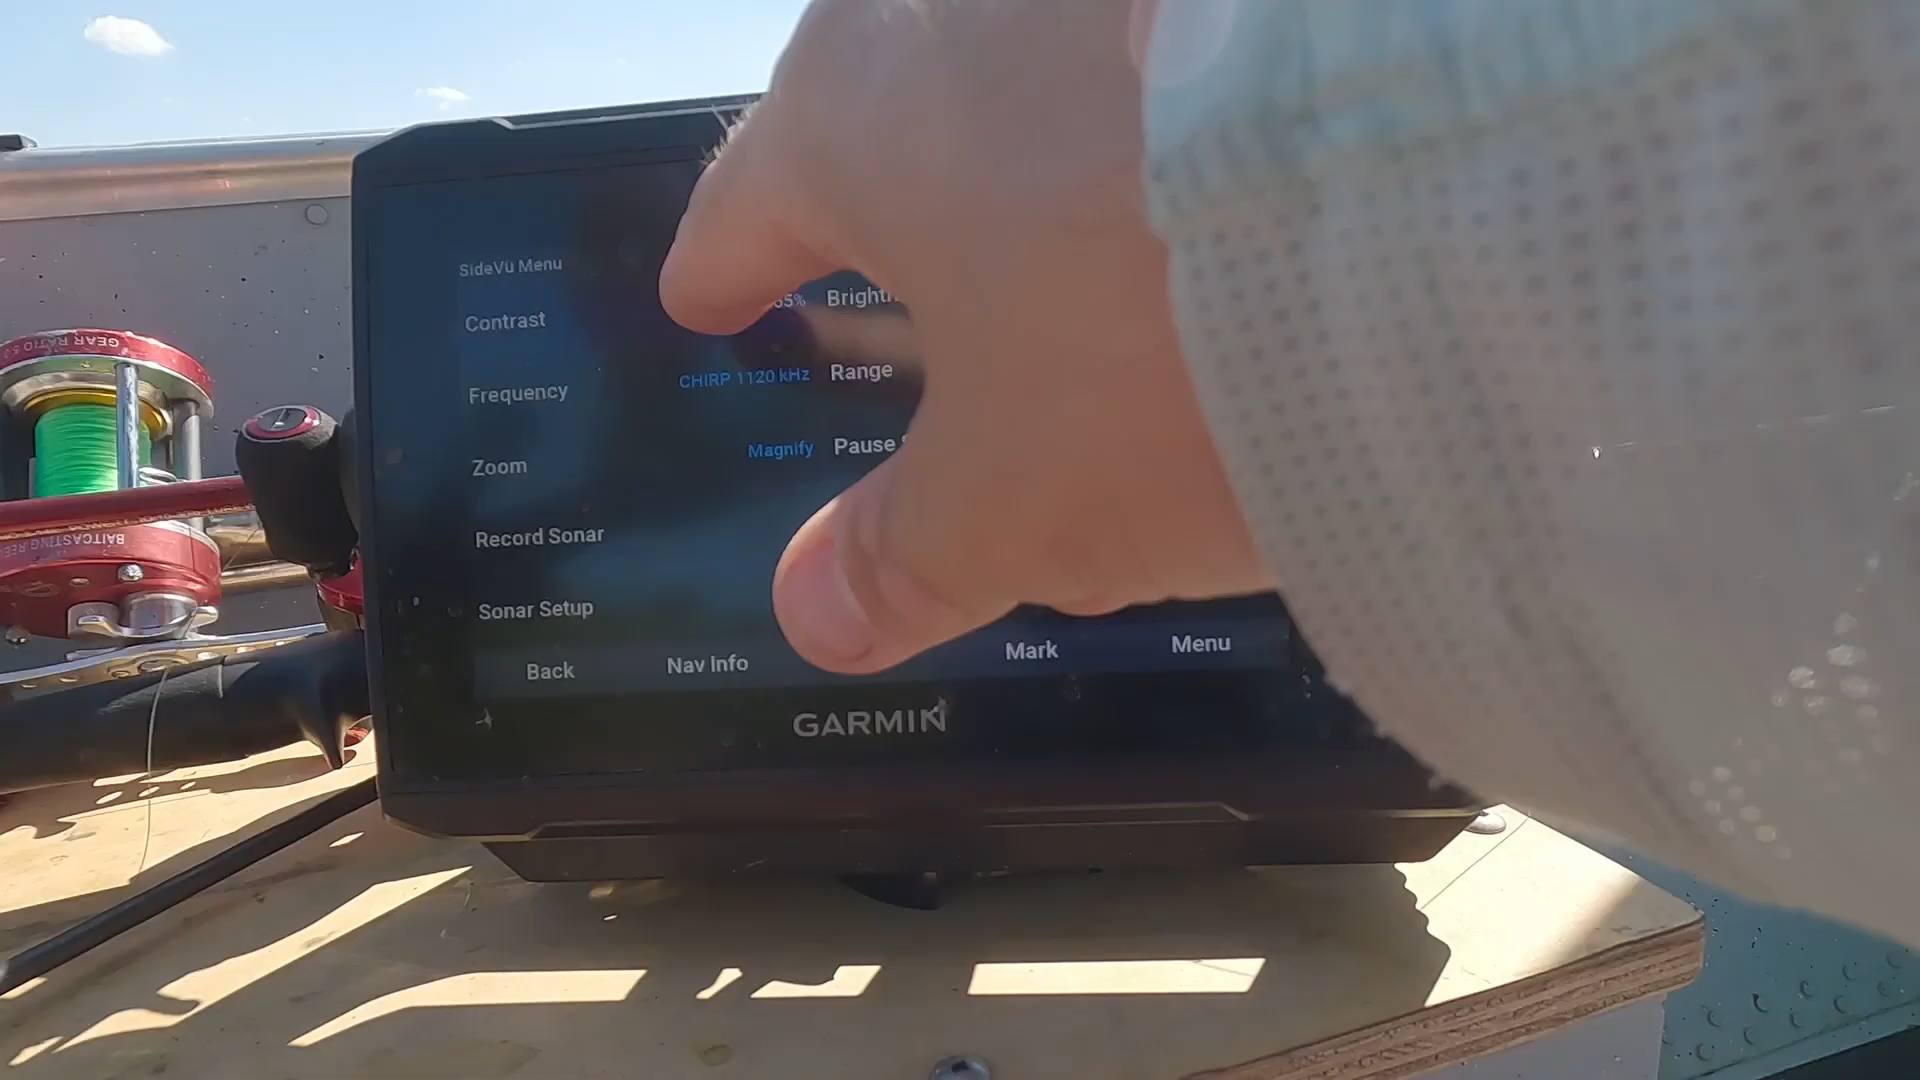 SideVü Menu
Contrast
Frequency
CHIRP 1120 kHz
Range
Zoom
Magnify
Pause
Record Sonar
Sonar Setup
Back
Nav Info
Mark
Menu
GARMIN
GEAR RATIO
BAITCASTING